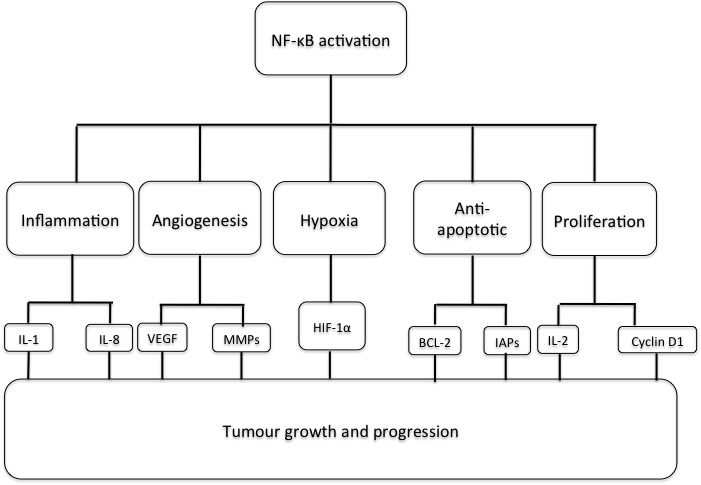 NF-κB activation
Inflammation
Angiogenesis
Hypoxia
Anti-
apoptotic
Proliferation
IL-1
IL-8
VEGF
MMPs
HIF-1α
BCL-2
IAPs
IL-2
Cyclin D1
Tumour growth and progression